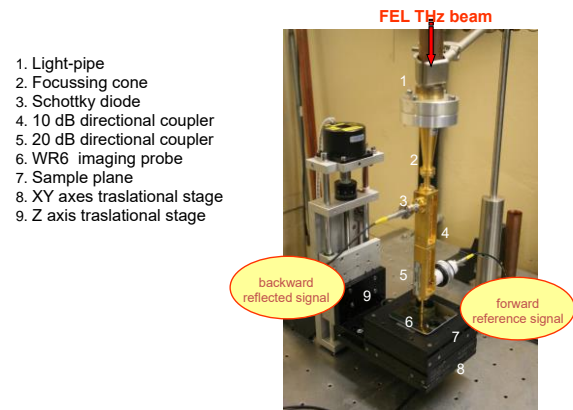 FEL THz beam
1. Light-pipe
2. Focussing cone
3. Schottky diode
4. 10 dB directional coupler
5. 20 dB directional coupler
6. WR6 imaging probe
7. Sample plane
8. XY axes traslational stage
9. Z axis traslational stage
1
2
3
4
5
backward
reflected signal
9
forward
reference signal
6
7
8